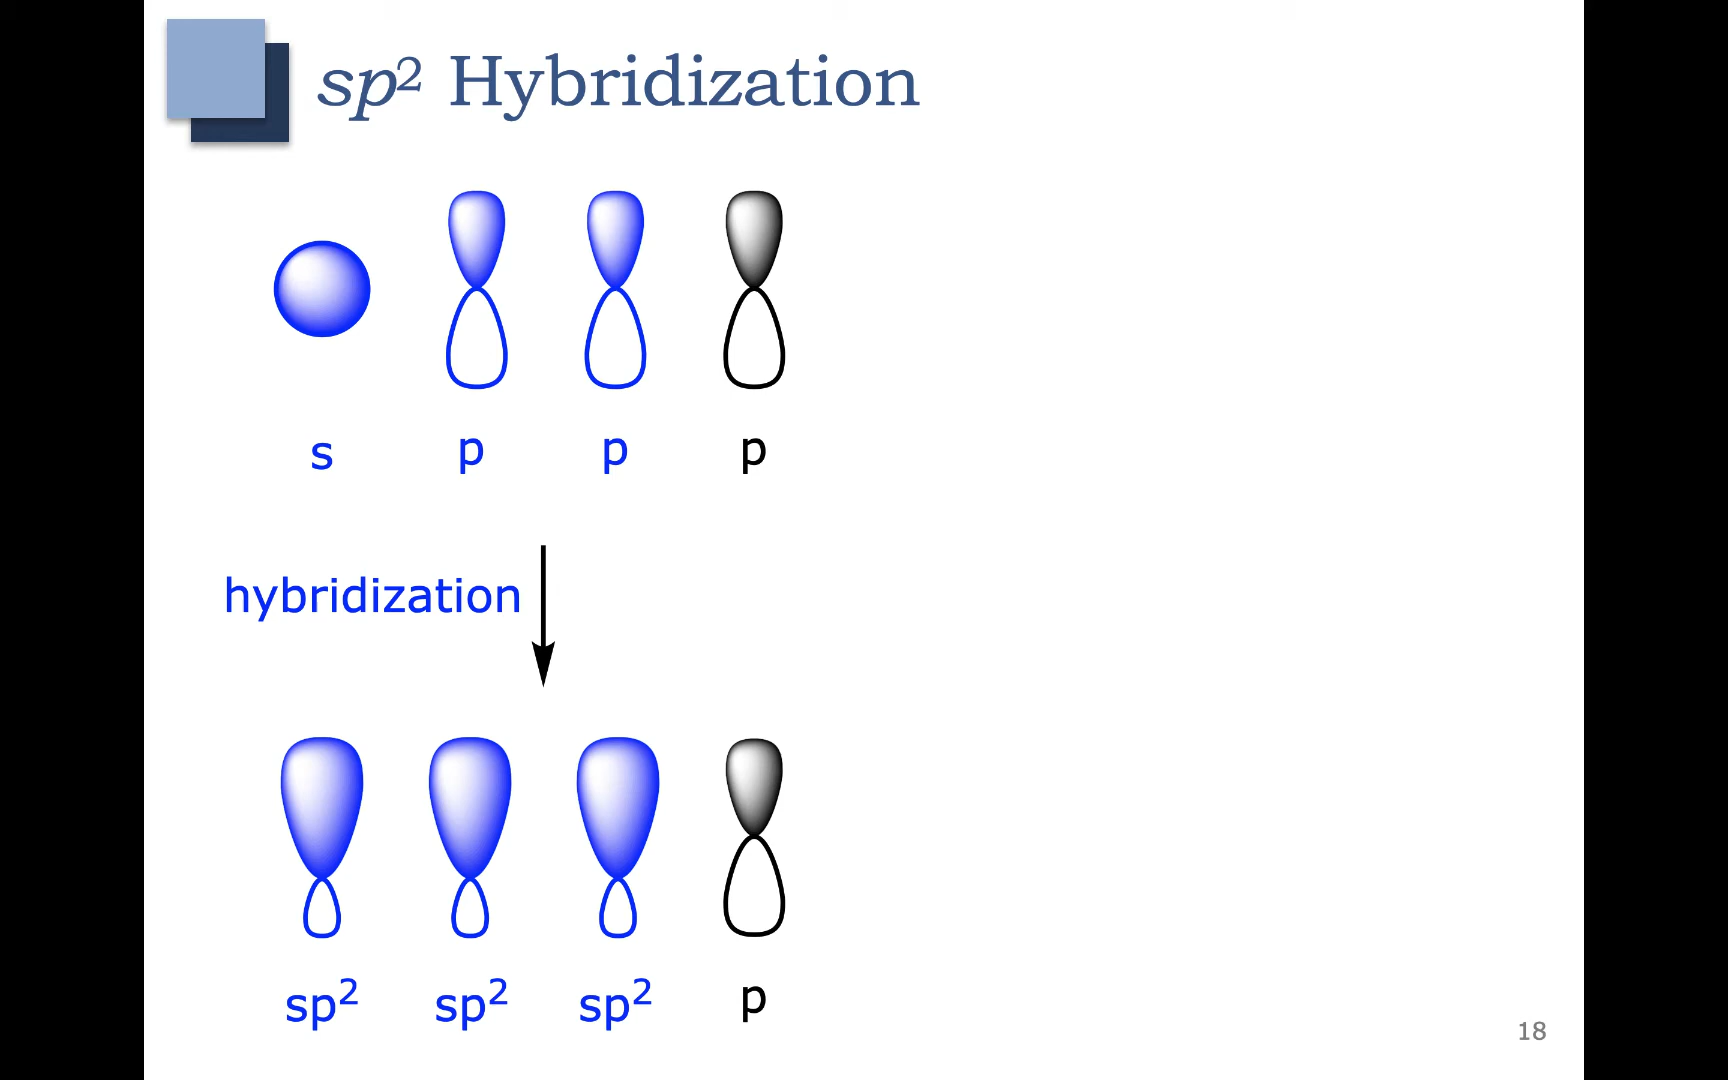 sp² Hybridization
s p p p
hybridization
sp² sp² sp² p
18